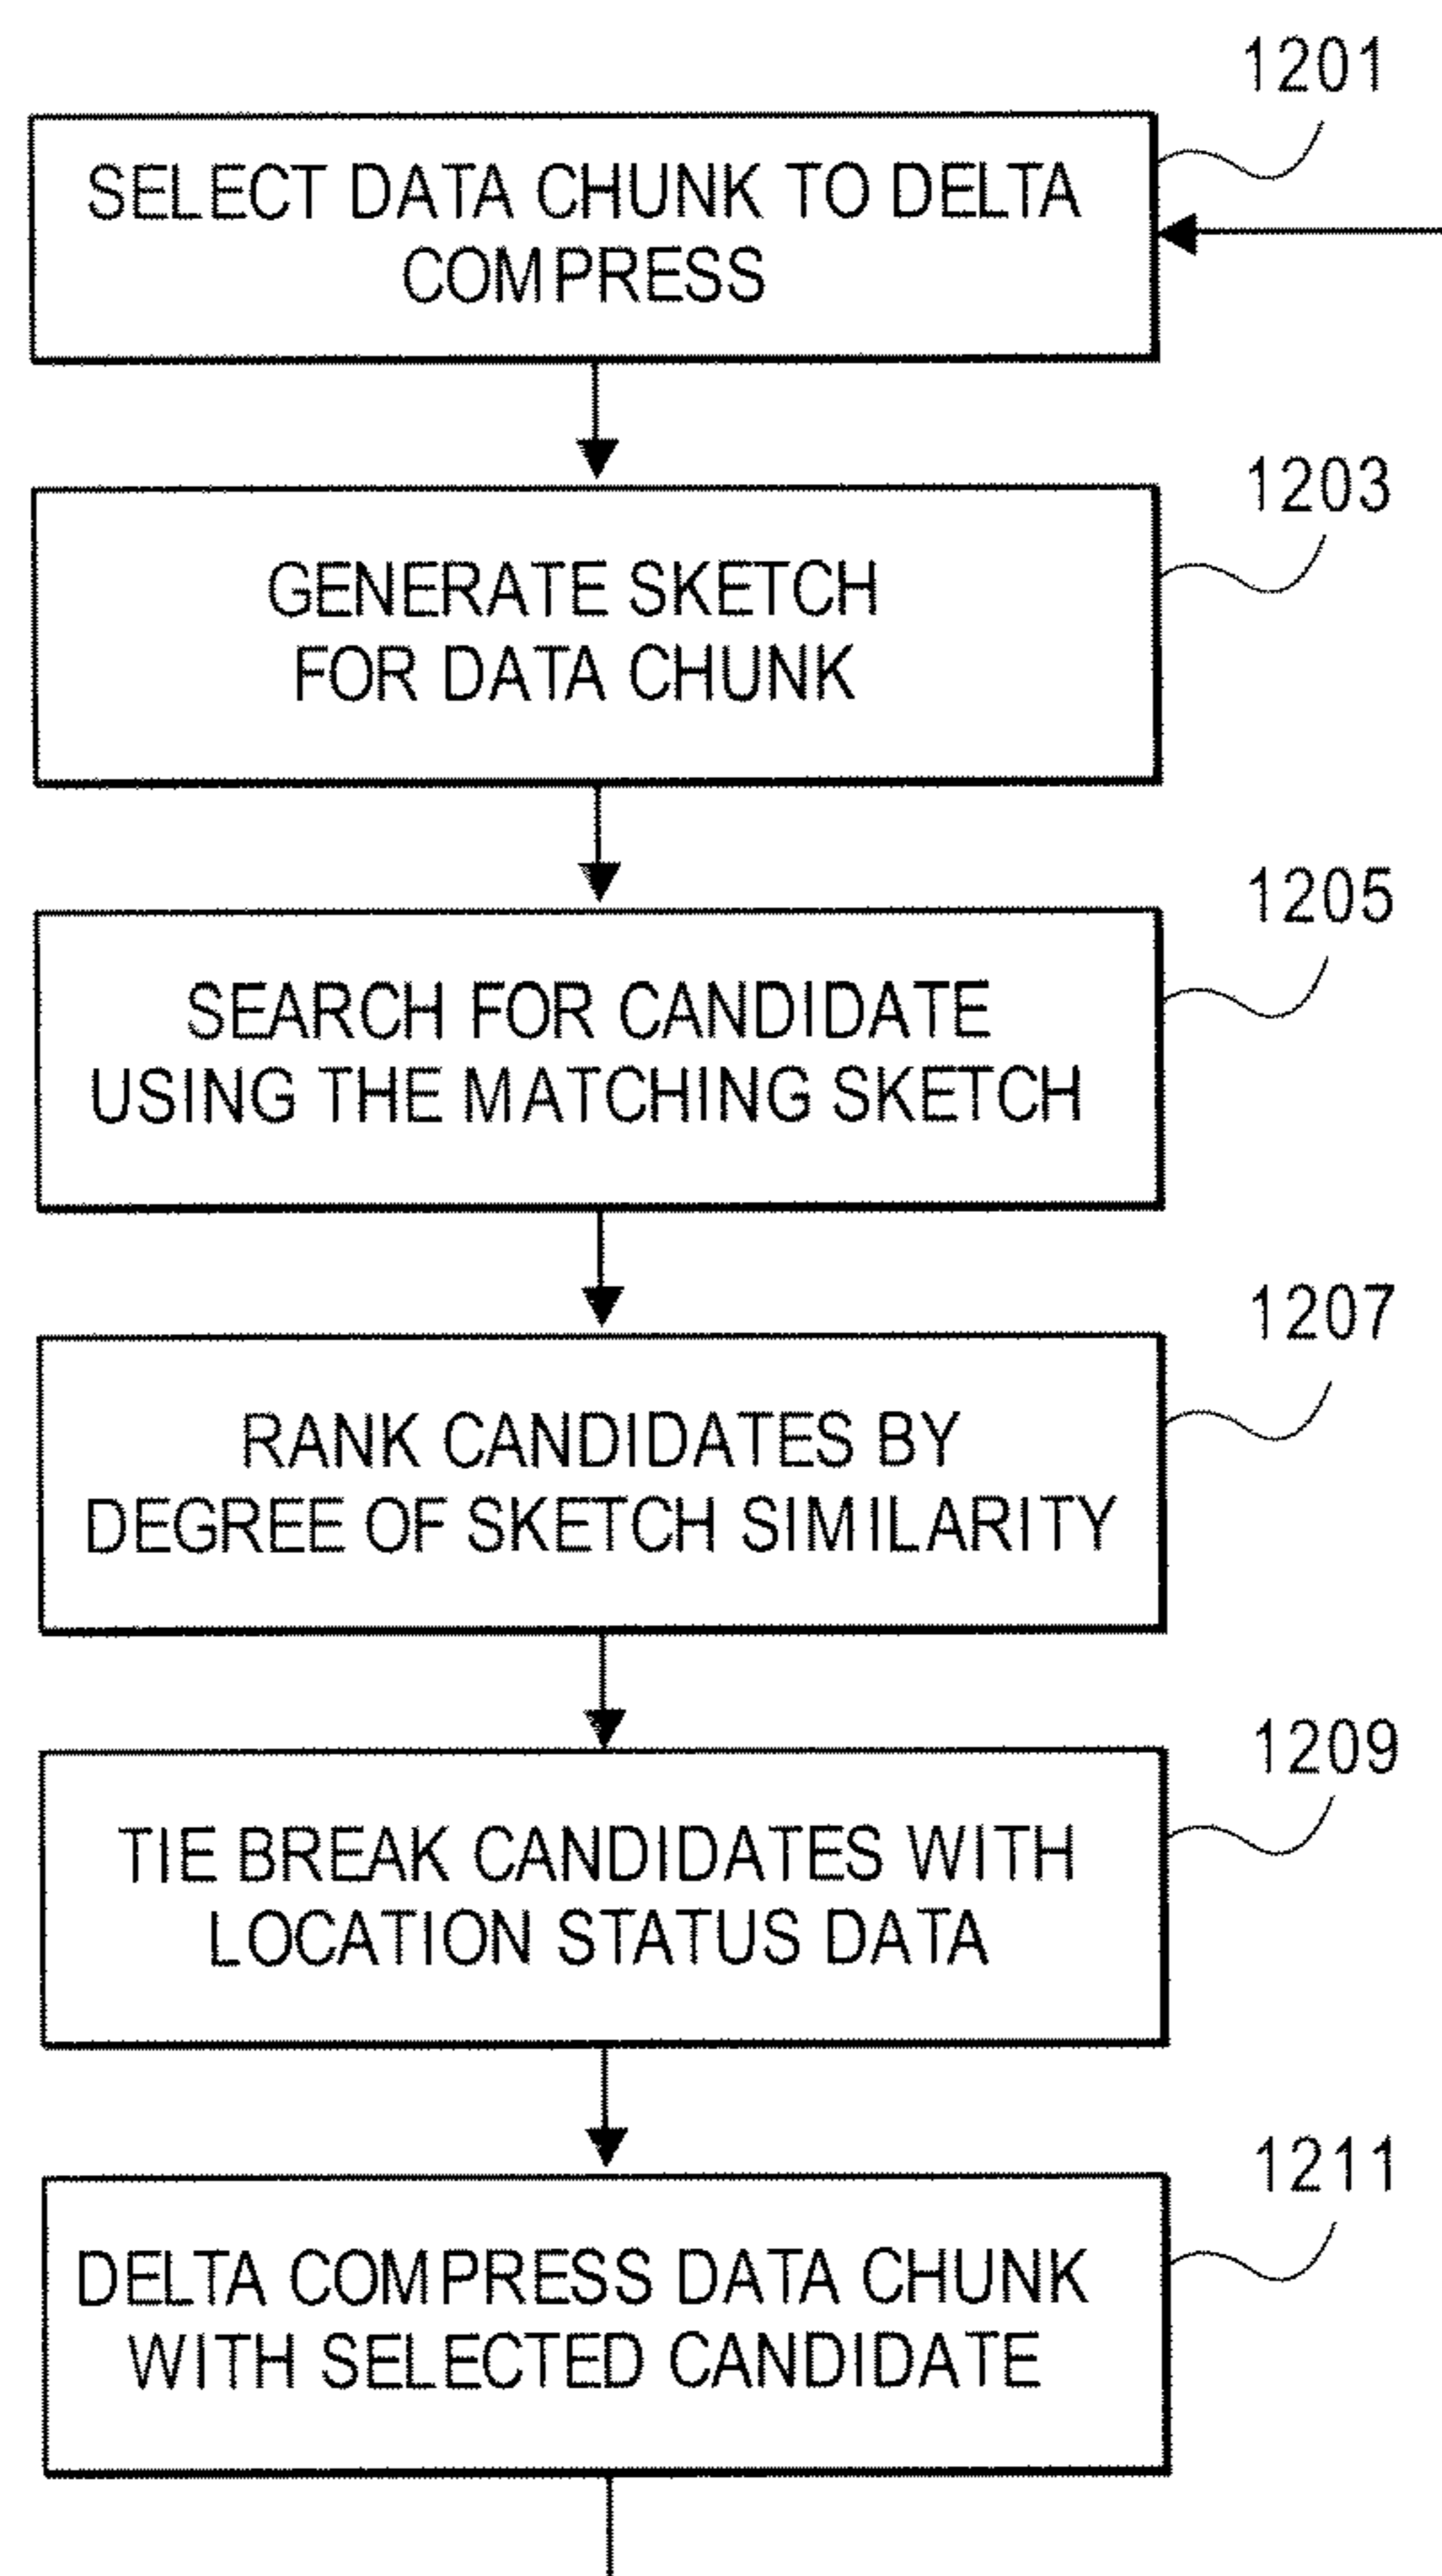 1201
SELECT DATA CHUNK TO DELTA
COMPRESS
1203
GENERATE SKETCH
FOR DATA CHUNK
1205
SEARCH FOR CANDIDATE
USING THE MATCHING SKETCH
1207
RANK CANDIDATES BY
DEGREE OF SKETCH SIMILARITY
1209
TIE BREAK CANDIDATES WITH
LOCATION STATUS DATA
1211
DELTA COMPRESS DATA CHUNK
WITH SELECTED CANDIDATE